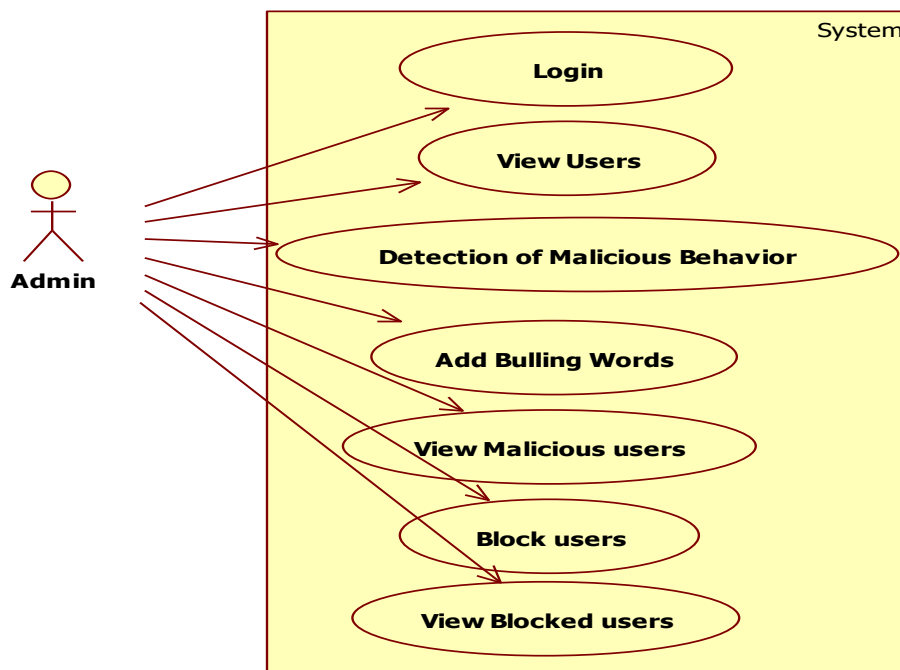 System
Login
View Users
Admin
Detection of Malicious Behavior
Add Bulling Words
View Malicious users
Block users
View Blocked users